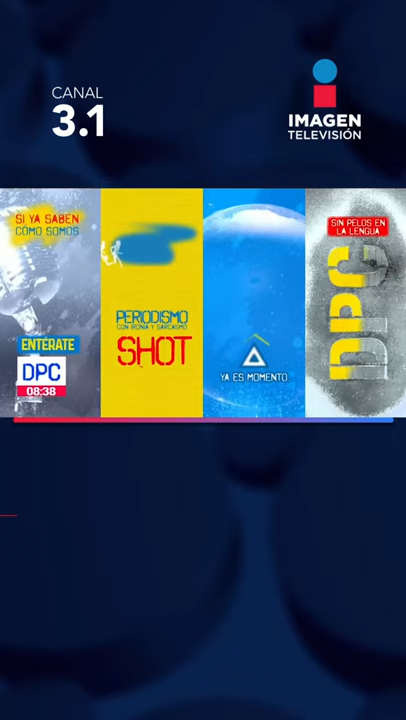 CANAL
3.1
IMAGEN
TELEVISIÓN
SI YA SABEN
CÓMO SOMOS
ENTÉRATE
DPC
08:38
PERIODISMO
CON IRONIA Y SARCASMO
SHOT
YA ES MOMENTO
SIN PELOS EN
LA LENGUA
DPC